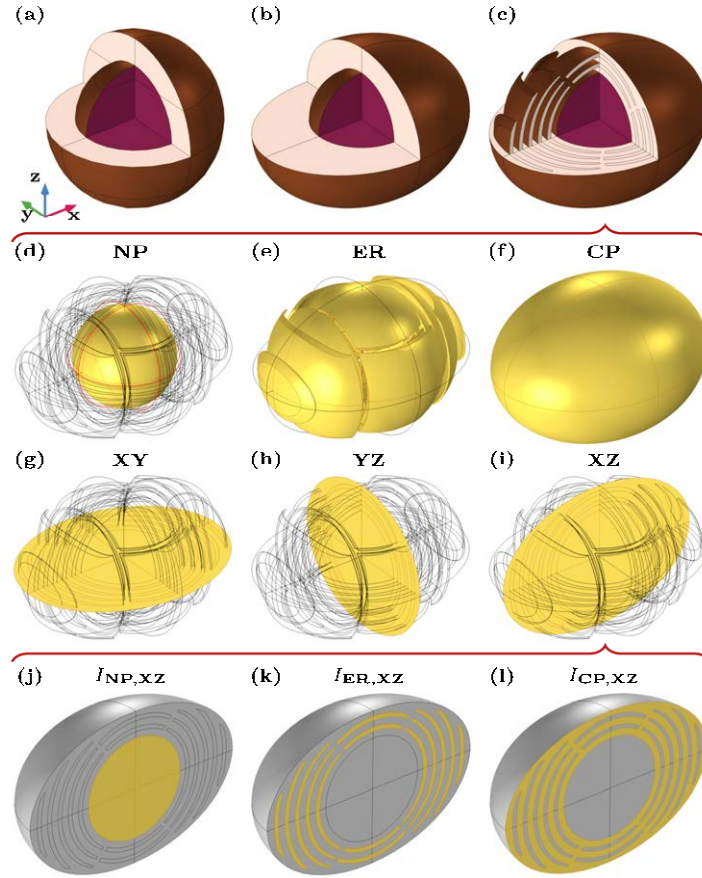 (a) (b) (c)
z
y x
(d) NP (e) ER (f) CP
(g) XY (h) YZ (i) XZ
(j) I_NP,XZ (k) I_ER,XZ (l) I_CP,XZ